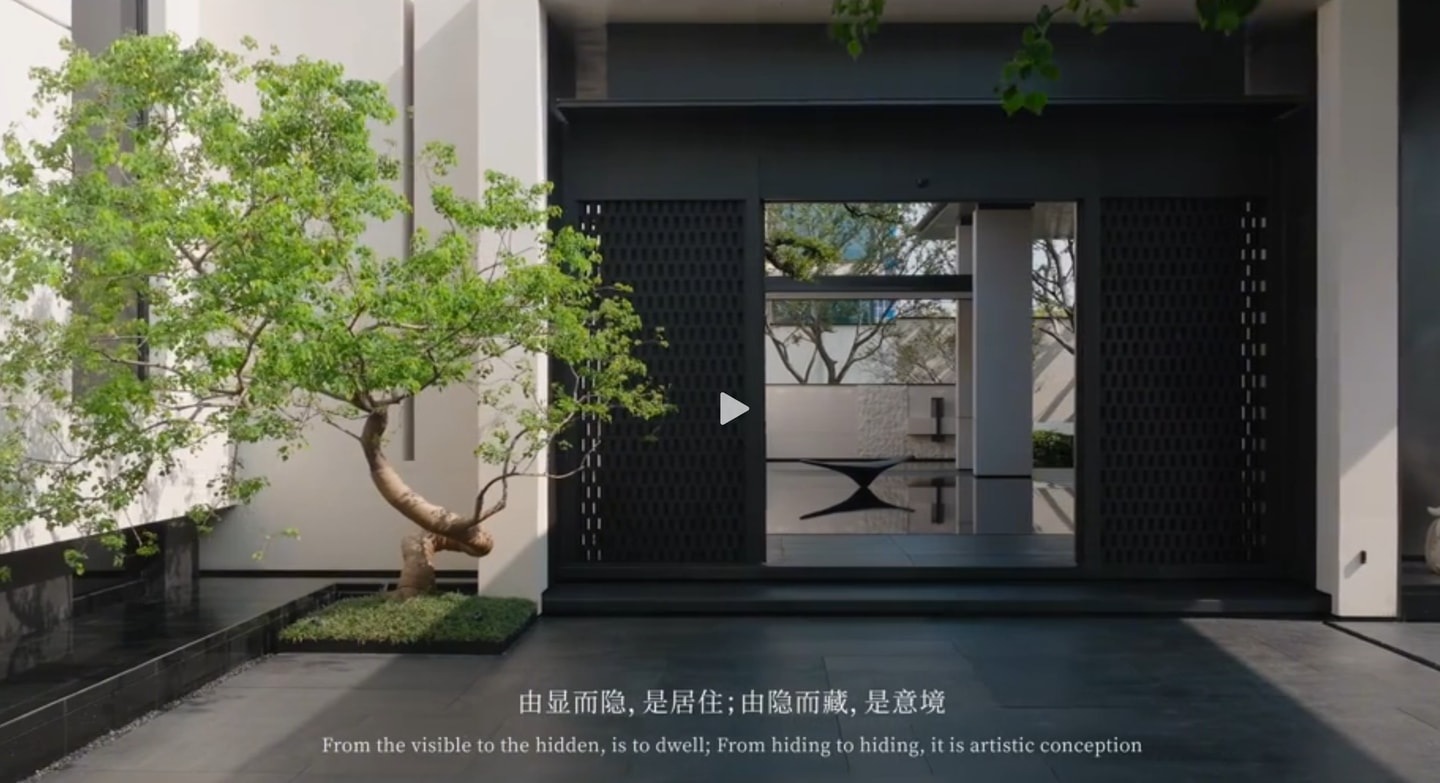 由显而隐, 是居住; 由隐而藏, 是意境
From the visible to the hidden, is to dwell; From hiding to hiding, it is artistic conception